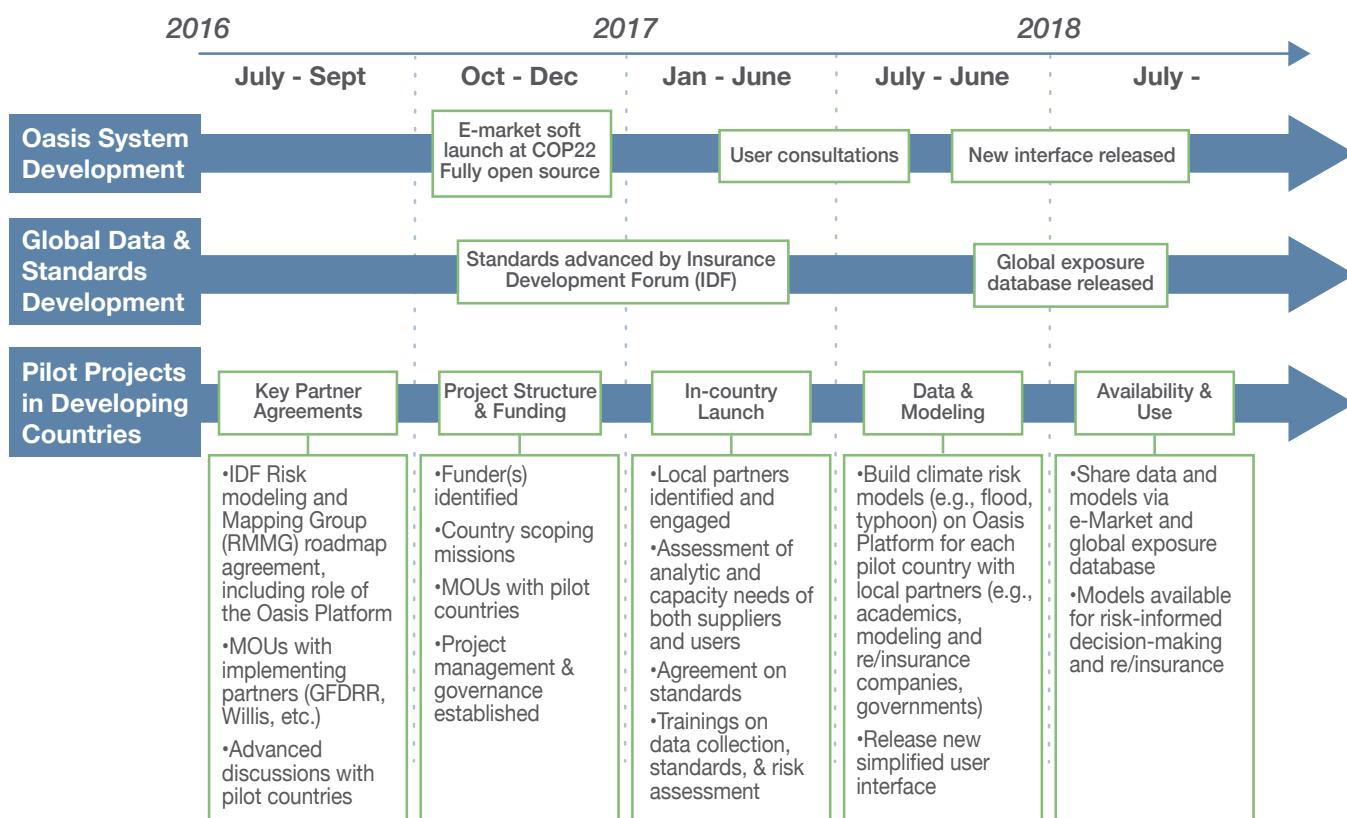 2016
2017
2018
July - Sept
Oct - Dec
Jan - June
July - June
July -
Oasis System
Development
E-market soft
launch at COP22
Fully open source
User consultations
New interface released
Global Data &
Standards
Development
Standards advanced by Insurance
Development Forum (IDF)
Global exposure
database released
Pilot Projects
in Developing
Countries
Key Partner
Agreements
Project Structure
& Funding
In-country
Launch
Data &
Modeling
Availability &
Use
•IDF Risk
modeling and
Mapping Group
(RMMG) roadmap
agreement,
including role of
the Oasis Platform
•MOUs with
implementing
partners (GFDRR,
Willis, etc.)
•Advanced
discussions with
pilot countries
•Funder(s)
identified
•Country scoping
missions
•MOUs with pilot
countries
•Project
management &
governance
established
•Local partners
identified and
engaged
•Assessment of
analytic and
capacity needs of
both suppliers
and users
•Agreement on
standards
•Trainings on
data collection,
standards, & risk
assessment
•Build climate risk
models (e.g., flood,
typhoon) on Oasis
Platform for each
pilot country with
local partners (e.g.,
academics,
modeling and
re/insurance
companies,
governments)
•Release new
simplified user
interface
•Share data and
models via
e-Market and
global exposure
database
•Models available
for risk-informed
decision-making
and re/insurance